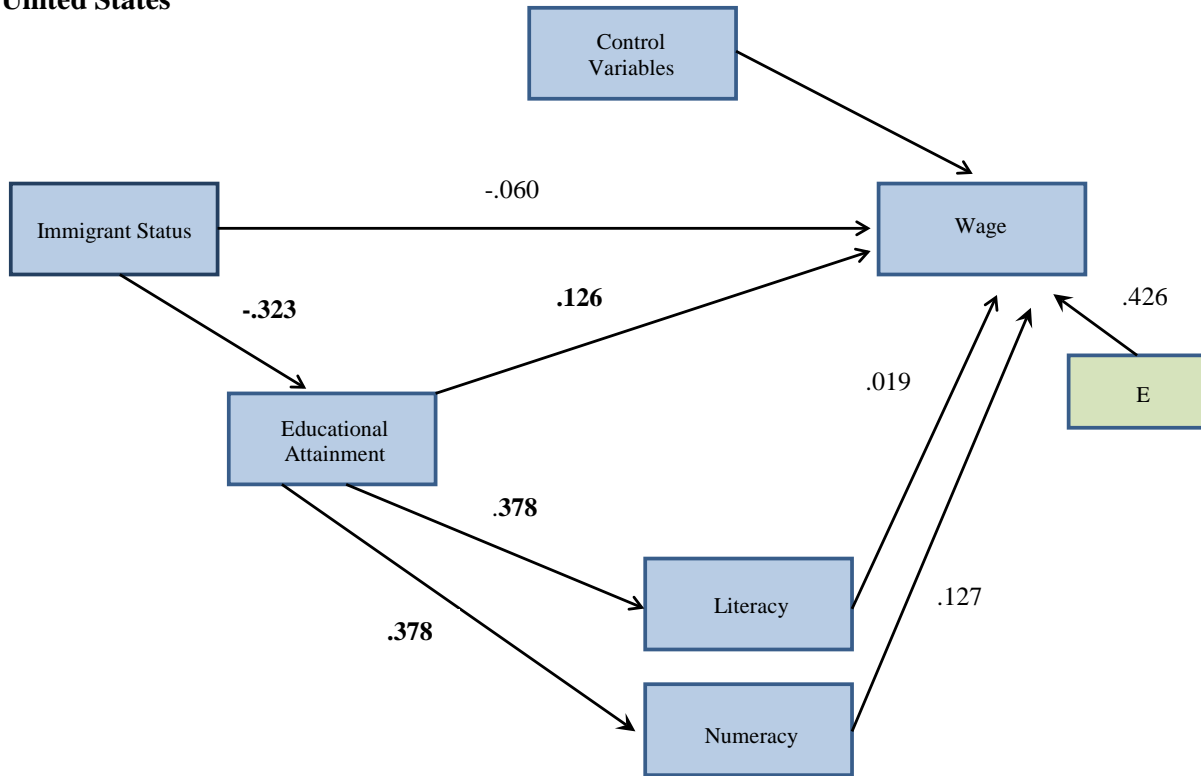 United States
Control
Variables
-.060
Immigrant Status
Wage
-.323
.126
.426
.019
E
Educational
Attainment
.378
Literacy
.127
.378
Numeracy